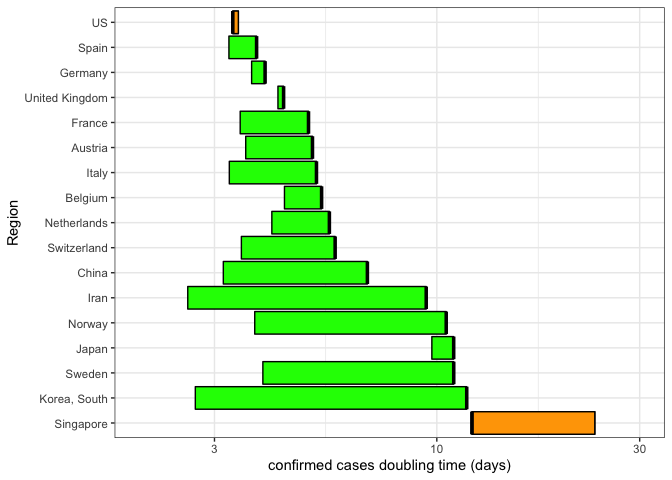 US
Spain
Germany
United Kingdom
France
Austria
Italy
Belgium
Netherlands
Switzerland
China
Iran
Norway
Japan
Sweden
Korea, South
Singapore
Region
3 10 30
confirmed cases doubling time (days)